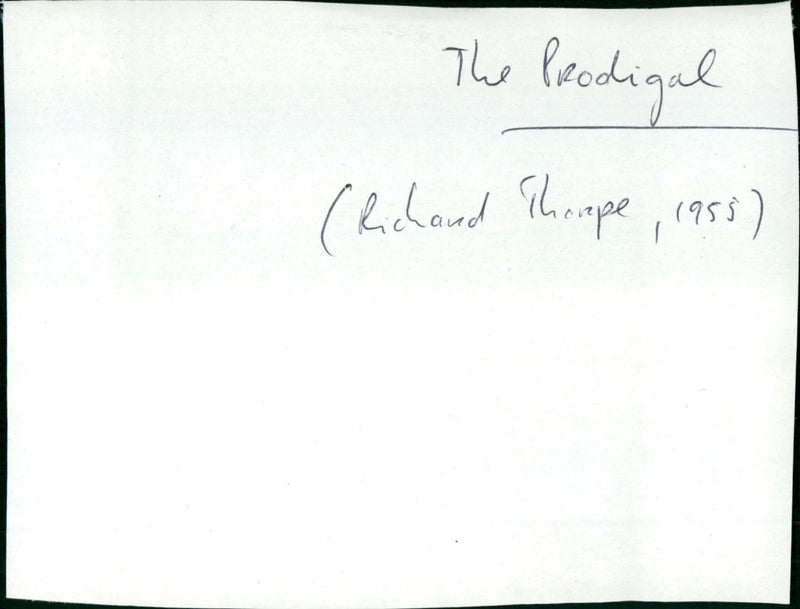 The Prodigal
(Richard Thorpe, 1955)